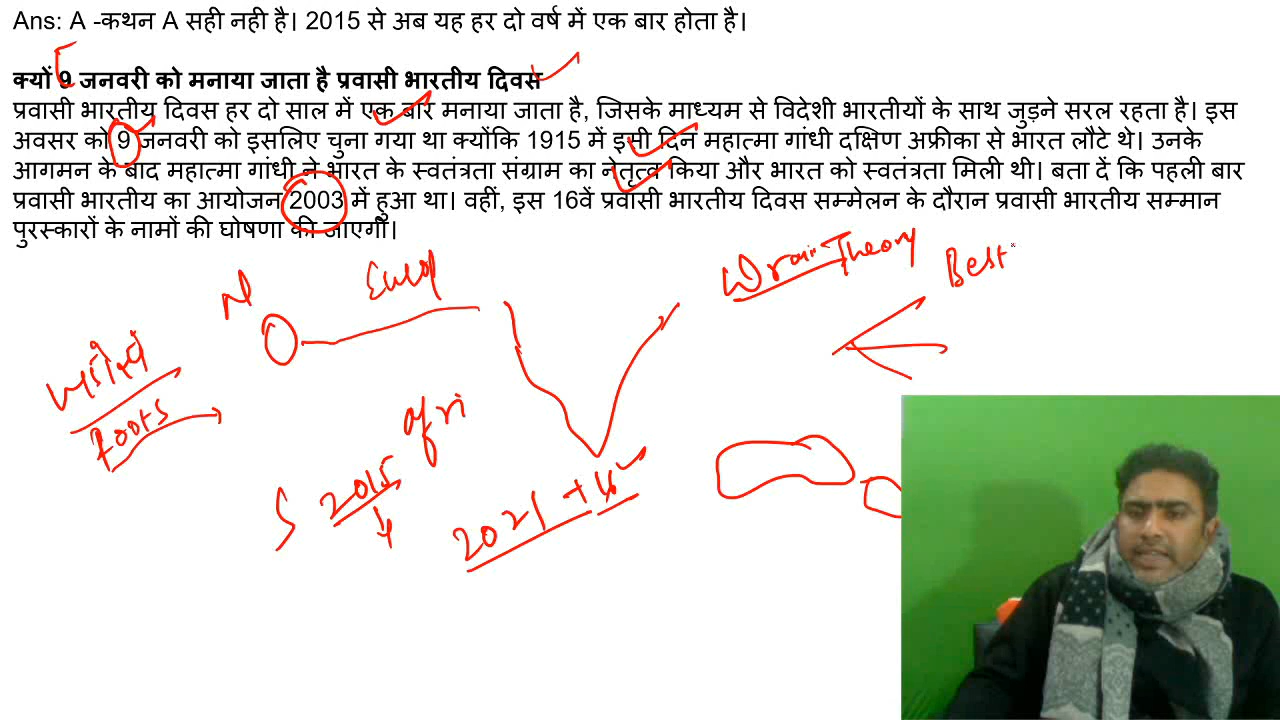 Ans: A -कथन A सही नही है। 2015 से अब यह हर दो वर्ष में एक बार होता है।
क्यों 9 जनवरी को मनाया जाता है प्रवासी भारतीय दिवस
प्रवासी भारतीय दिवस हर दो साल में एक बार मनाया जाता है, जिसके माध्यम से विदेशी भारतीयों के साथ जुड़ने सरल रहता है। इस
अवसर को 9 जनवरी को इसलिए चुना गया था क्योंकि 1915 में इसी दिन महात्मा गांधी दक्षिण अफ्रीका से भारत लौटे थे। उनके
आगमन के बाद महात्मा गांधी ने भारत के स्वतंत्रता संग्राम का नेतृत्व किया और भारत को स्वतंत्रता मिली थी। बता दें कि पहली बार
प्रवासी भारतीय का आयोजन 2003 में हुआ था। वहीं, इस 16वें प्रवासी भारतीय दिवस सम्मेलन के दौरान प्रवासी भारतीय सम्मान
पुरस्कारों के नामों की घोषणा की जाएगी।
Drain Theory
Best
N
Roots
S 2015
2021 + 16